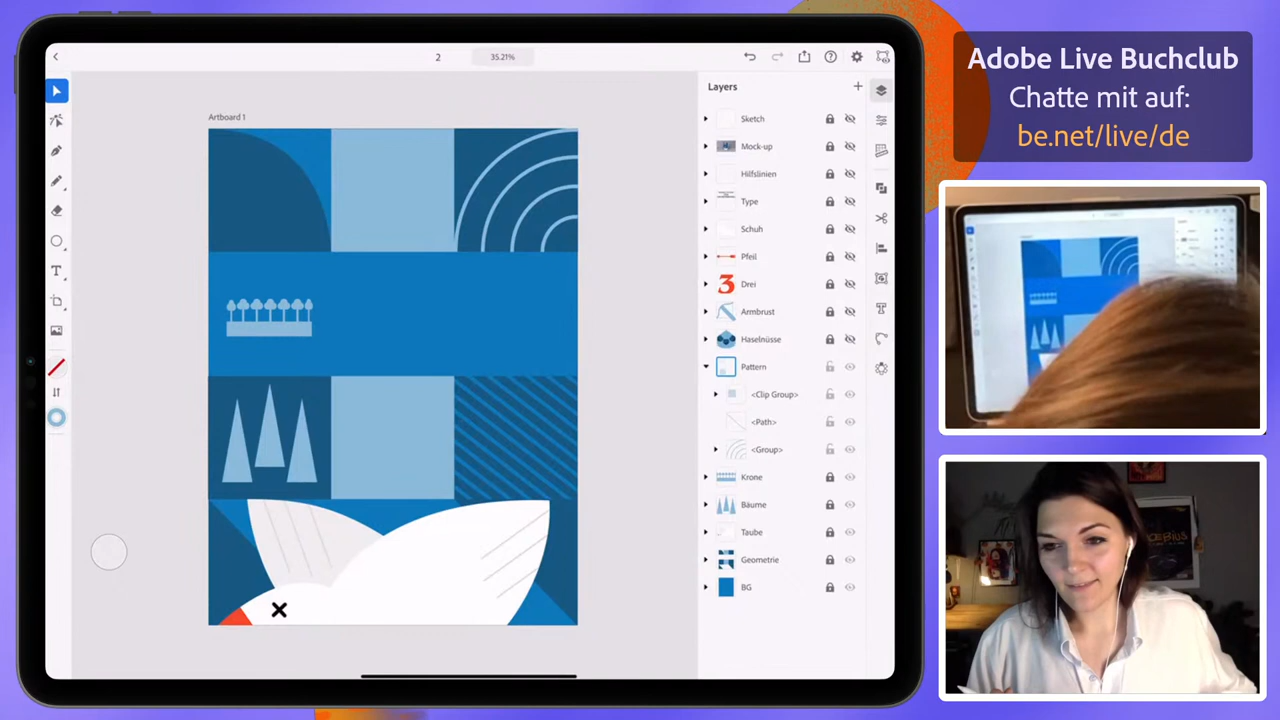 Adobe Live Buchclub
Chatte mit auf:
be.net/live/de
2
35.21%
Artboard 1
Layers
Sketch
Mock-up
Hilfslinien
Type
Schuh
Pfeil
Drei
Armbrust
Haselnüsse
Pattern
<Clip Group>
<Path>
<Group>
Krone
Bäume
Taube
Geometrie
BG